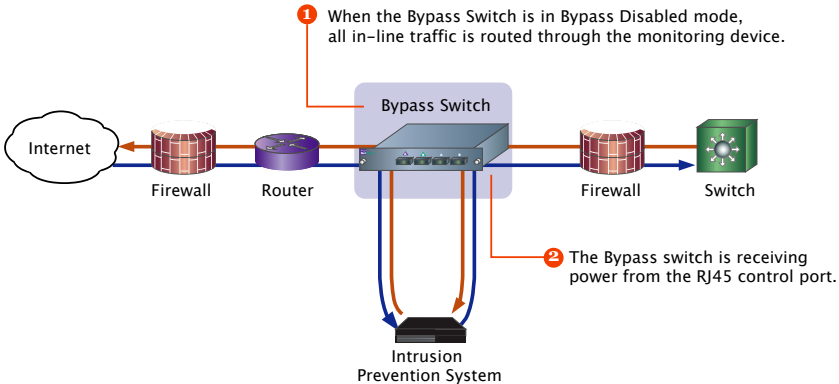 1 When the Bypass Switch is in Bypass Disabled mode,
all in-line traffic is routed through the monitoring device.
Bypass Switch
Internet
Firewall
Router
Firewall
Switch
2 The Bypass switch is receiving
power from the RJ45 control port.
Intrusion
Prevention System